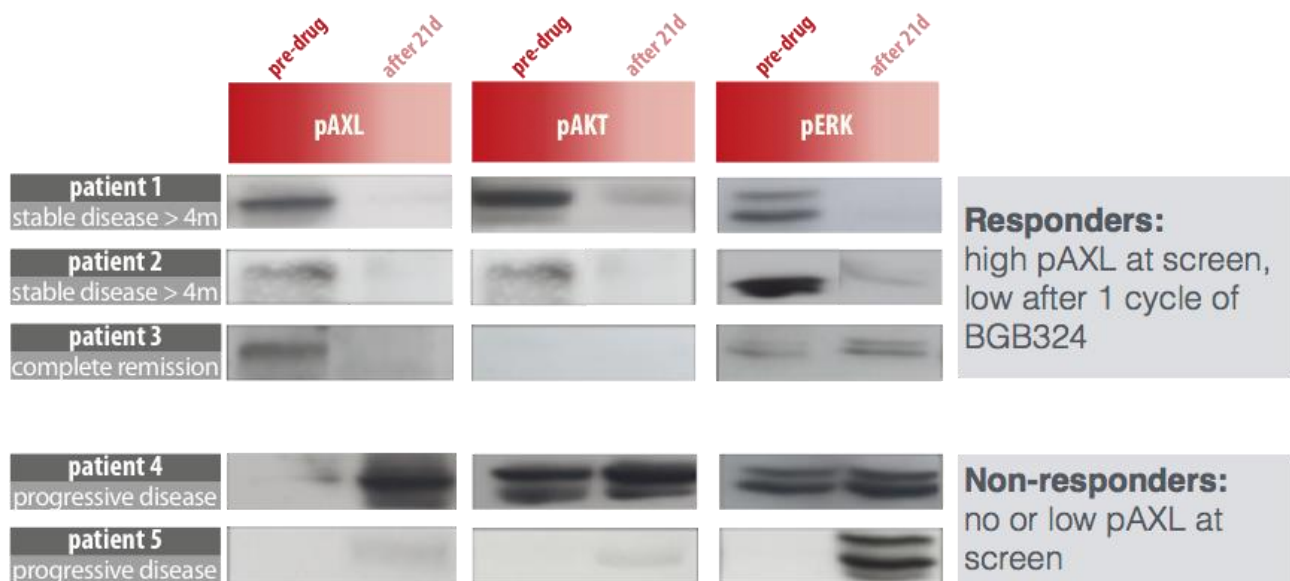 pre-drug
after 21d
pre-drug
after 21d
pre-drug
after 21d
pAXL
pAKT
pERK
patient 1
stable disease > 4m
patient 2
stable disease > 4m
patient 3
complete remission
Responders:
high pAXL at screen,
low after 1 cycle of
BGB324
patient 4
progressive disease
patient 5
progressive disease
Non-responders:
no or low pAXL at
screen